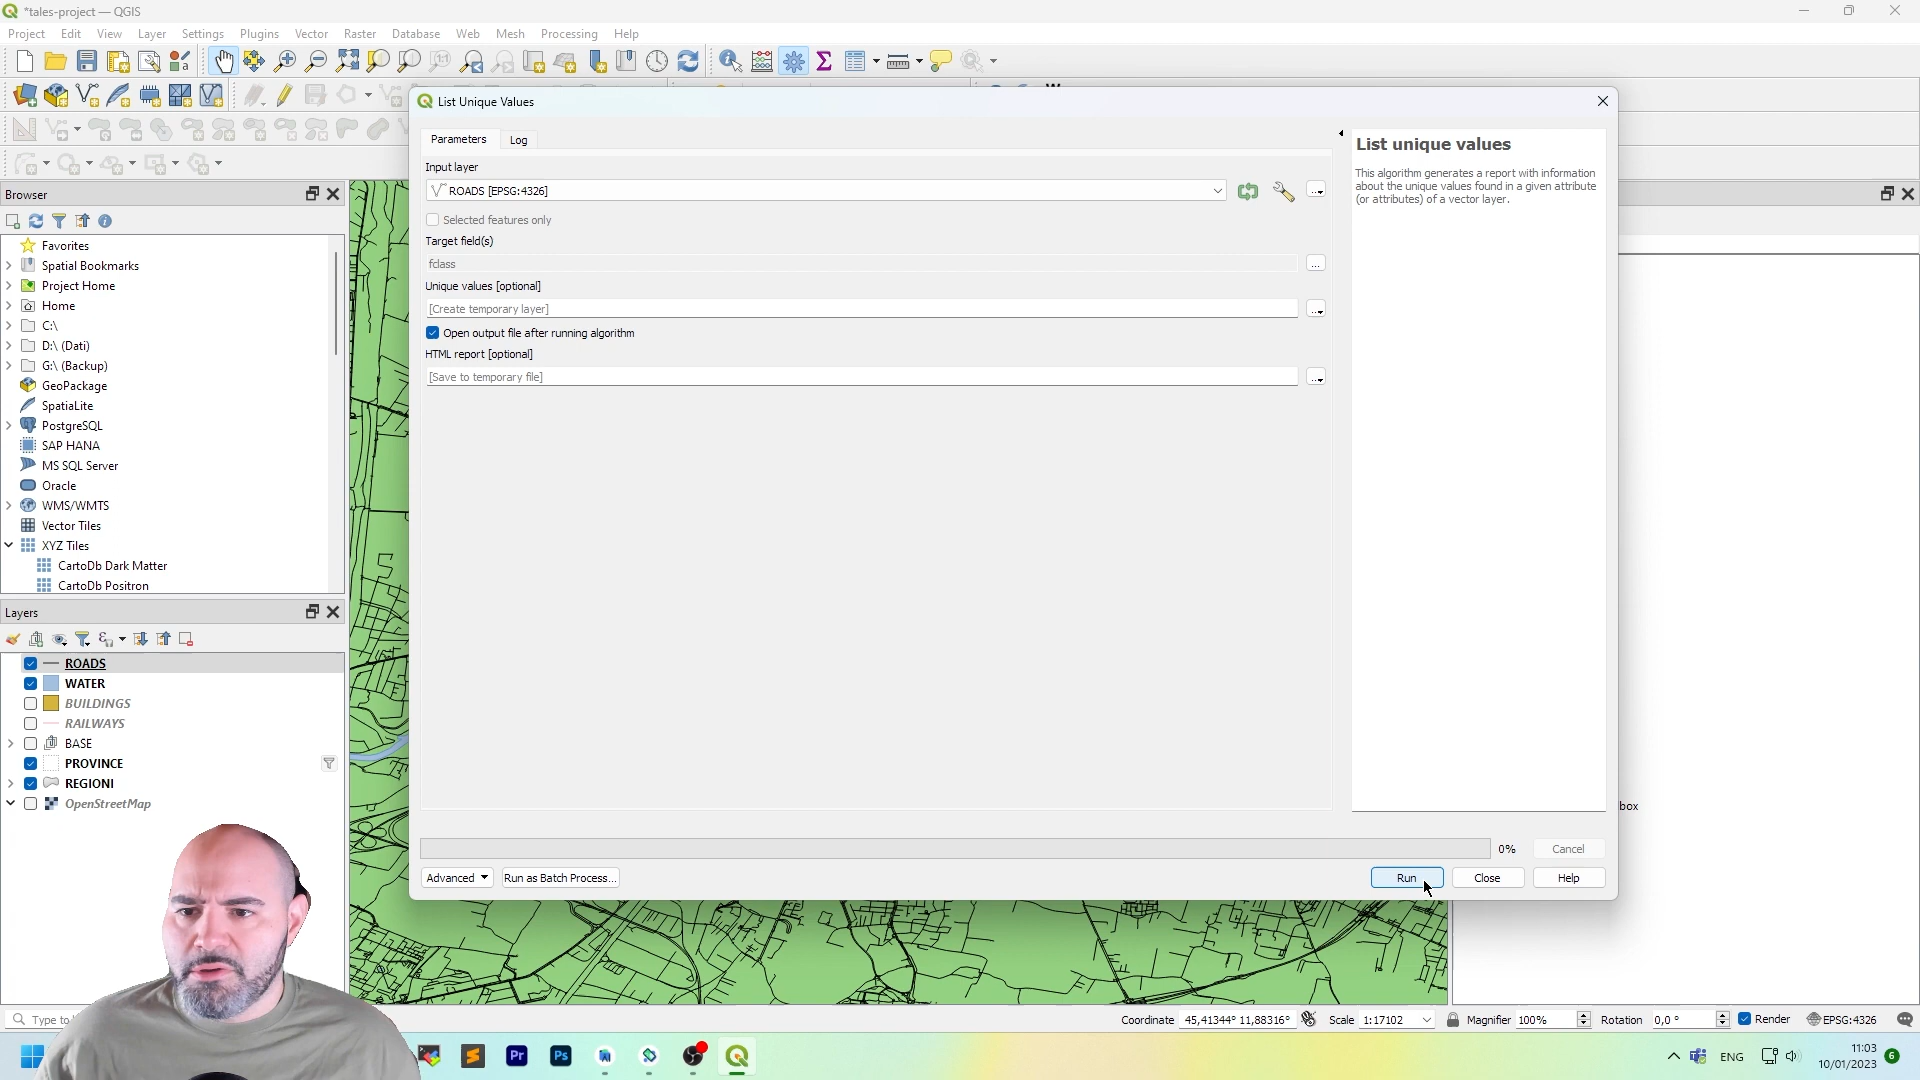 *tales-project — QGIS
Project Edit View Layer Settings Plugins Vector Raster Database Web Mesh Processing Help
List Unique Values
Parameters Log
Input layer
ROADS [EPSG:4326]
Selected features only
Target field(s)
fclass
Unique values [optional]
[Create temporary layer]
Open output file after running algorithm
HTML report [optional]
[Save to temporary file]
List unique values
This algorithm generates a report with information
about the unique values found in a given attribute
(or attributes) of a vector layer.
0% Cancel
Advanced Run as Batch Process... Run Close Help
Browser
Favorites
Spatial Bookmarks
Project Home
Home
C:\
D:\ (Dati)
G:\ (Backup)
GeoPackage
SpatiaLite
PostgreSQL
SAP HANA
MS SQL Server
Oracle
WMS/WMTS
Vector Tiles
XYZ Tiles
CartoDb Dark Matter
CartoDb Positron
Layers
ROADS
WATER
BUILDINGS
RAILWAYS
BASE
PROVINCE
REGIONI
OpenStreetMap
box
Type to
Coordinate 45,41344° 11,88316° Scale 1:17102 Magnifier 100% Rotation 0,0 ° Render EPSG:4326
Pr Ps ENG 11:03
10/01/2023 6